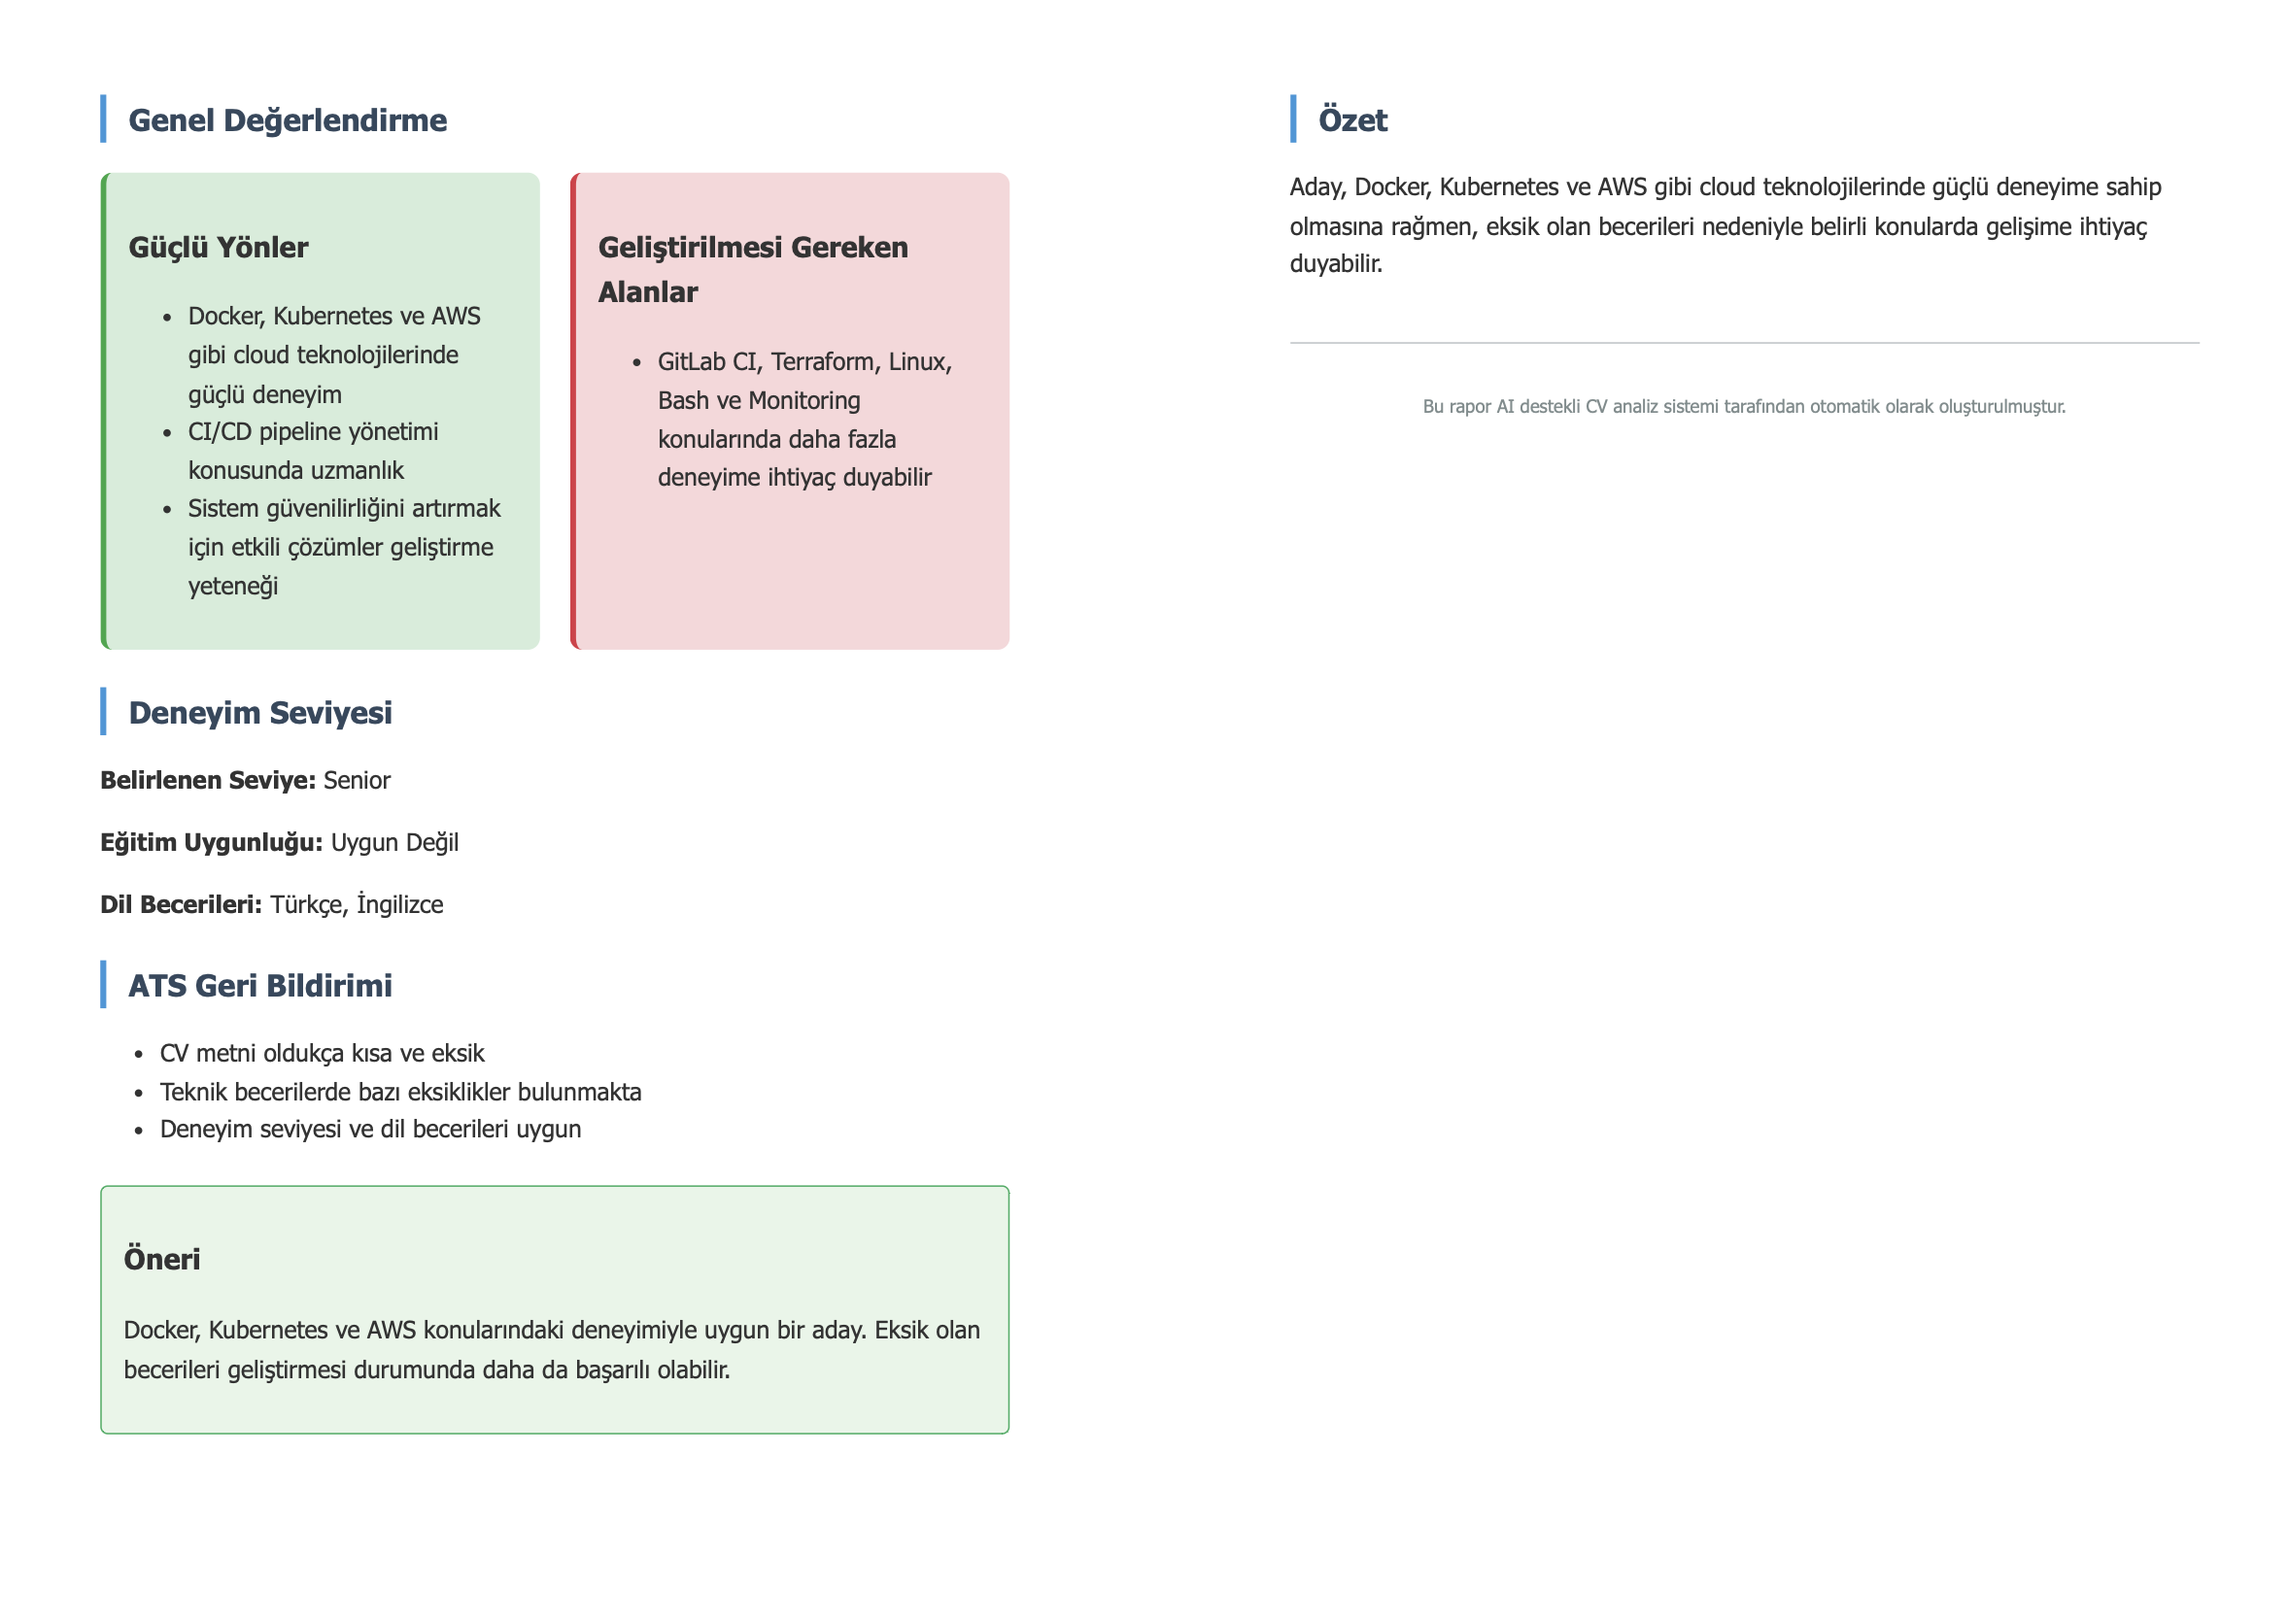 Genel Değerlendirme
Güçlü Yönler
• Docker, Kubernetes ve AWS
gibi cloud teknolojilerinde
güçlü deneyim
• CI/CD pipeline yönetimi
konusunda uzmanlık
• Sistem güvenilirliğini artırmak
için etkili çözümler geliştirme
yeteneği
Geliştirilmesi Gereken
Alanlar
• GitLab CI, Terraform, Linux,
Bash ve Monitoring
konularında daha fazla
deneyime ihtiyaç duyabilir
Deneyim Seviyesi
Belirlenen Seviye: Senior
Eğitim Uygunluğu: Uygun Değil
Dil Becerileri: Türkçe, İngilizce
ATS Geri Bildirimi
• CV metni oldukça kısa ve eksik
• Teknik becerilerde bazı eksiklikler bulunmakta
• Deneyim seviyesi ve dil becerileri uygun
Öneri
Docker, Kubernetes ve AWS konularındaki deneyimiyle uygun bir aday. Eksik olan
becerileri geliştirmesi durumunda daha da başarılı olabilir.
Özet
Aday, Docker, Kubernetes ve AWS gibi cloud teknolojilerinde güçlü deneyime sahip
olmasına rağmen, eksik olan becerileri nedeniyle belirli konularda gelişime ihtiyaç
duyabilir.
Bu rapor AI destekli CV analiz sistemi tarafından otomatik olarak oluşturulmuştur.